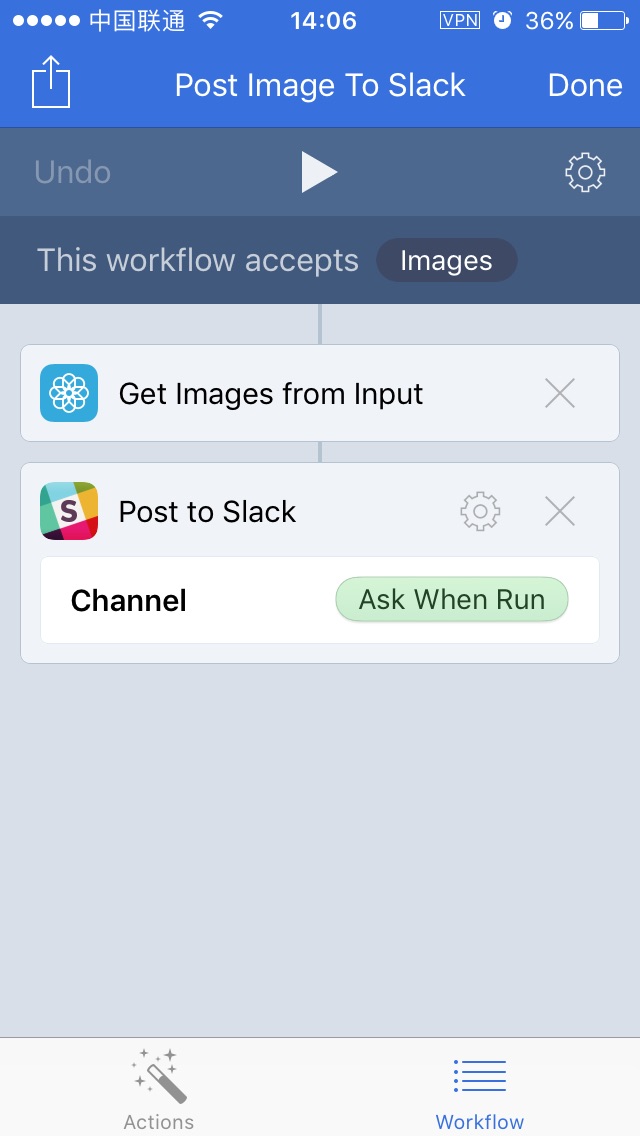 中国联通 14:06 VPN 36%
Post Image To Slack Done
Undo
This workflow accepts Images
Get Images from Input
S Post to Slack
Channel Ask When Run
Actions Workflow